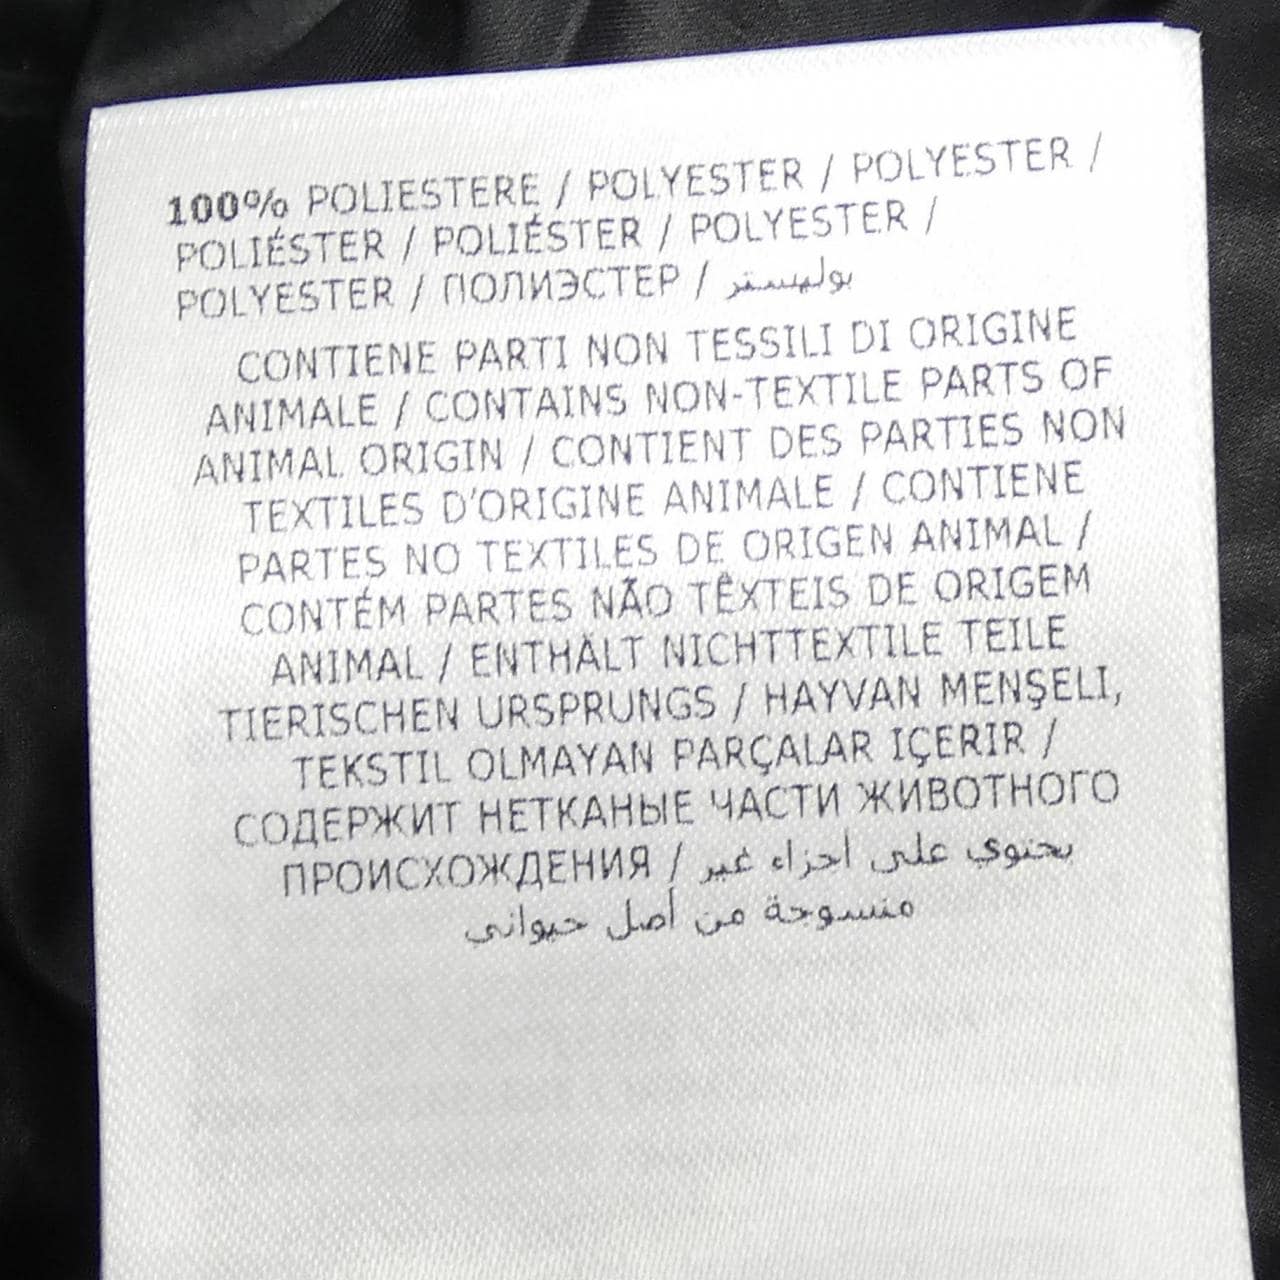 100% POLIESTERE / POLYESTER / POLYESTER /
POLIÉSTER / POLIÉSTER / POLYESTER /
POLYESTER / ПОЛИЭСТЕР / بوليستر
CONTIENE PARTI NON TESSILI DI ORIGINE
ANIMALE / CONTAINS NON-TEXTILE PARTS OF
ANIMAL ORIGIN / CONTIENT DES PARTIES NON
TEXTILES D'ORIGINE ANIMALE / CONTIENE
PARTES NO TEXTILES DE ORIGEN ANIMAL /
CONTÉM PARTES NÃO TÊXTEIS DE ORIGEM
ANIMAL / ENTHÄLT NICHTTEXTILE TEILE
TIERISCHEN URSPRUNGS / HAYVAN MENŞELI,
TEKSTIL OLMAYAN PARÇALAR IÇERIR /
СОДЕРЖИТ НЕТКАНЫЕ ЧАСТИ ЖИВОТНОГО
ПРОИСХОЖДЕНИЯ / يحتوي على أجزاء غير
منسوجة من أصل حيواني